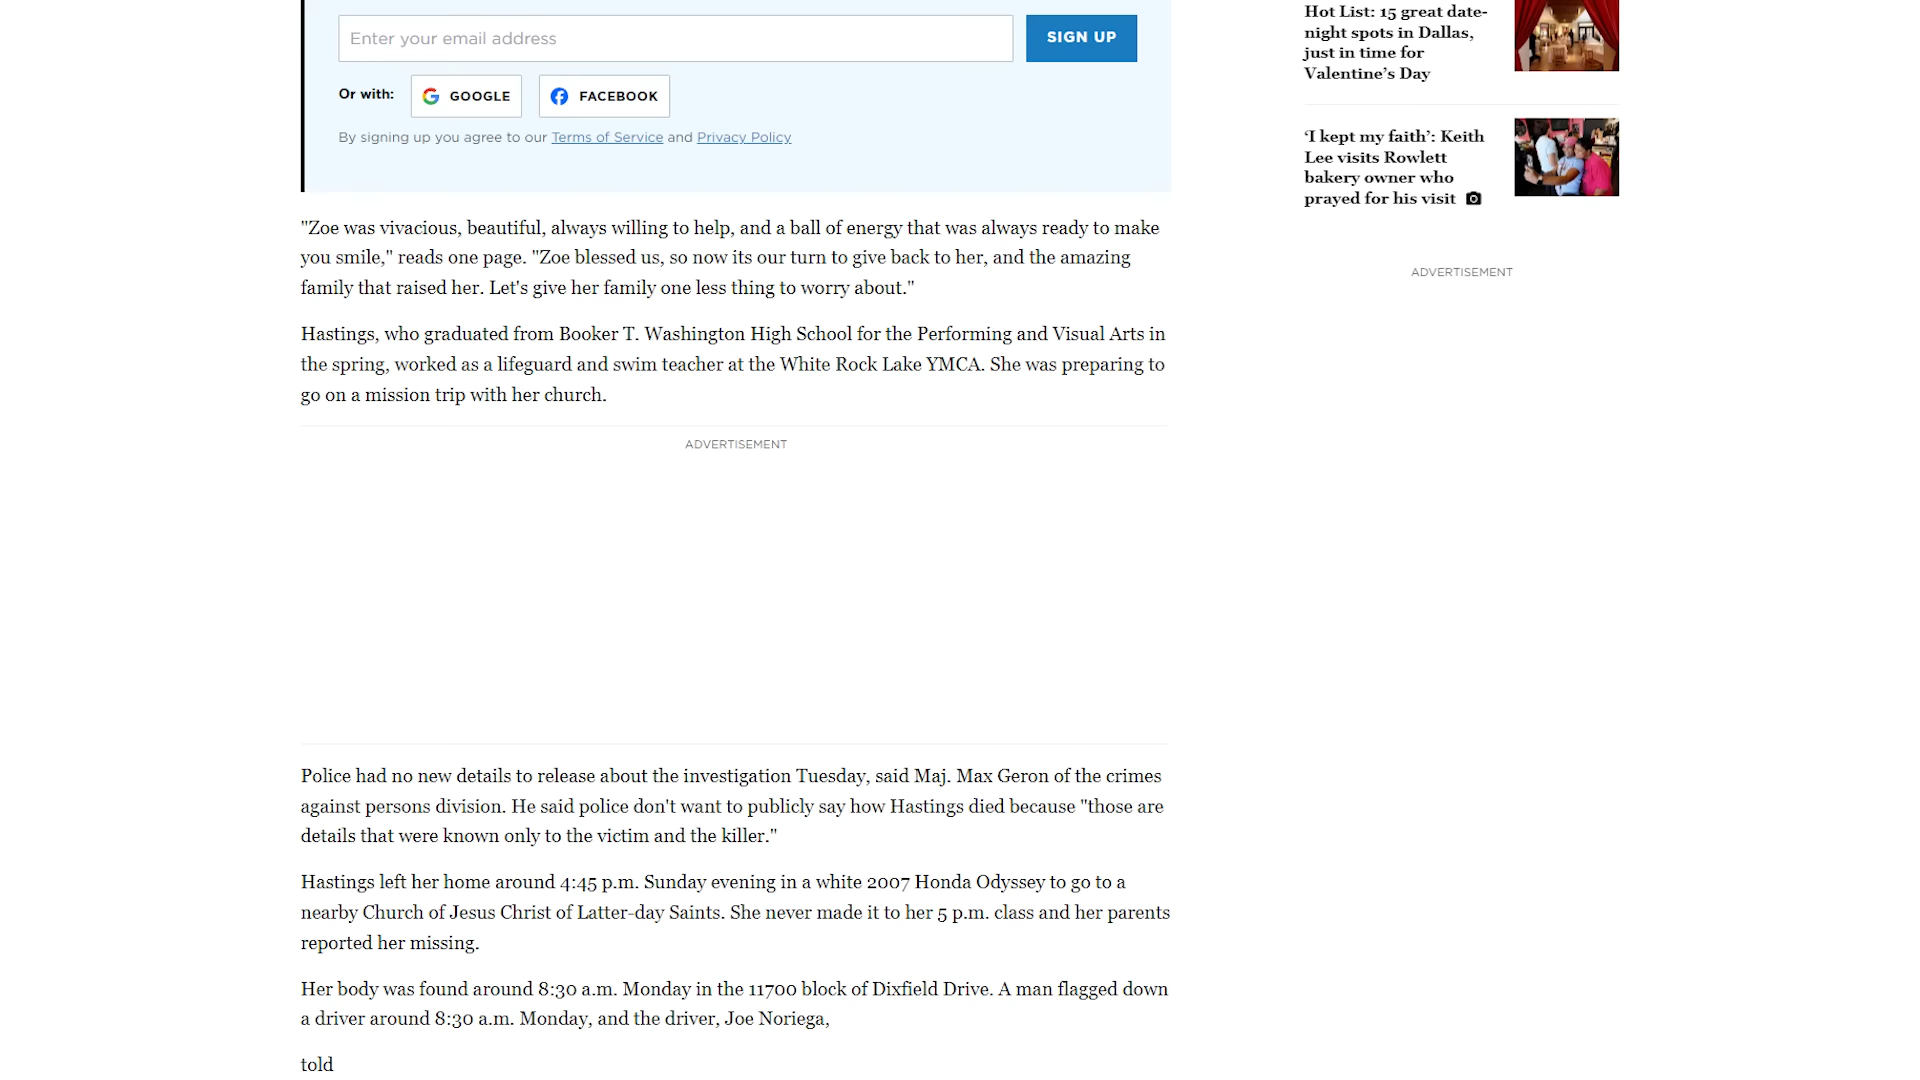 Enter your email address
SIGN UP
Or with:
GOOGLE
FACEBOOK
By signing up you agree to our Terms of Service and Privacy Policy
"Zoe was vivacious, beautiful, always willing to help, and a ball of energy that was always ready to make
you smile," reads one page. "Zoe blessed us, so now its our turn to give back to her, and the amazing
family that raised her. Let's give her family one less thing to worry about."
Hastings, who graduated from Booker T. Washington High School for the Performing and Visual Arts in
the spring, worked as a lifeguard and swim teacher at the White Rock Lake YMCA. She was preparing to
go on a mission trip with her church.
ADVERTISEMENT
Police had no new details to release about the investigation Tuesday, said Maj. Max Geron of the crimes
against persons division. He said police don't want to publicly say how Hastings died because "those are
details that were known only to the victim and the killer."
Hastings left her home around 4:45 p.m. Sunday evening in a white 2007 Honda Odyssey to go to a
nearby Church of Jesus Christ of Latter-day Saints. She never made it to her 5 p.m. class and her parents
reported her missing.
Her body was found around 8:30 a.m. Monday in the 11700 block of Dixfield Drive. A man flagged down
a driver around 8:30 a.m. Monday, and the driver, Joe Noriega,
told
Hot List: 15 great date-
night spots in Dallas,
just in time for
Valentine's Day
'I kept my faith': Keith
Lee visits Rowlett
bakery owner who
prayed for his visit
ADVERTISEMENT